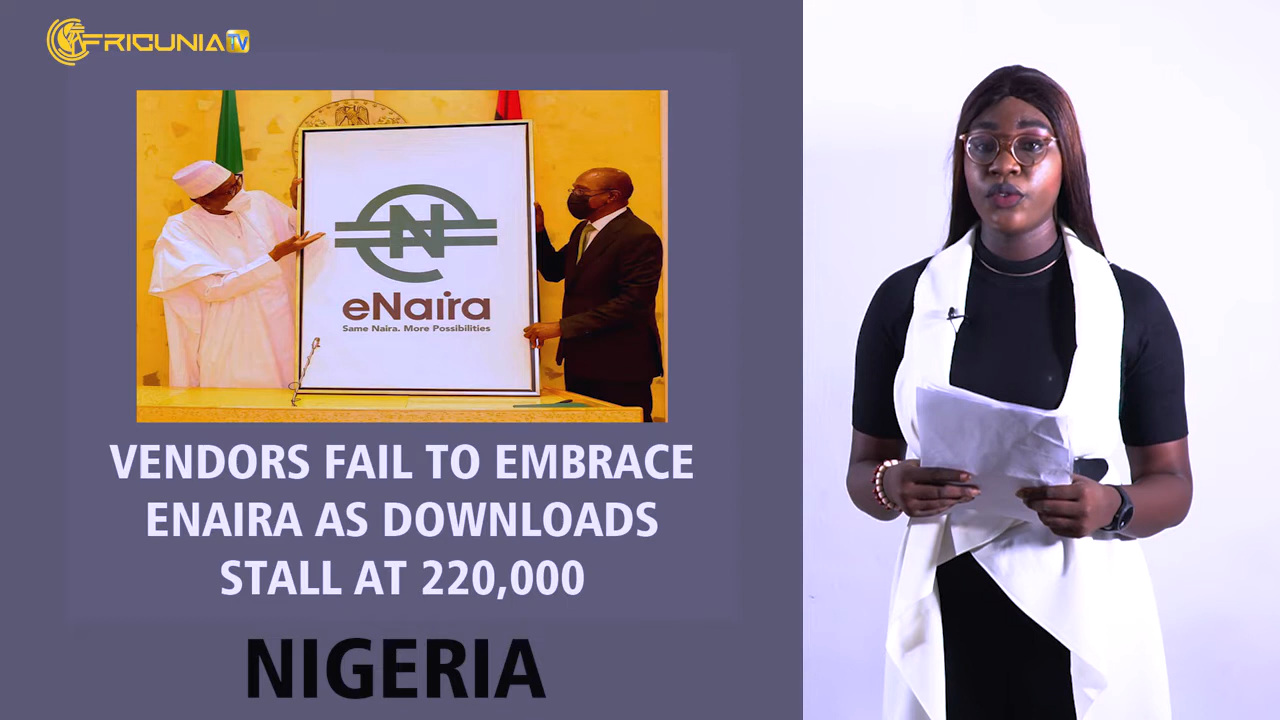 AFRICUNIA TV
N
eNaira
Same Naira. More Possibilities
VENDORS FAIL TO EMBRACE
ENAIRA AS DOWNLOADS
STALL AT 220,000
NIGERIA